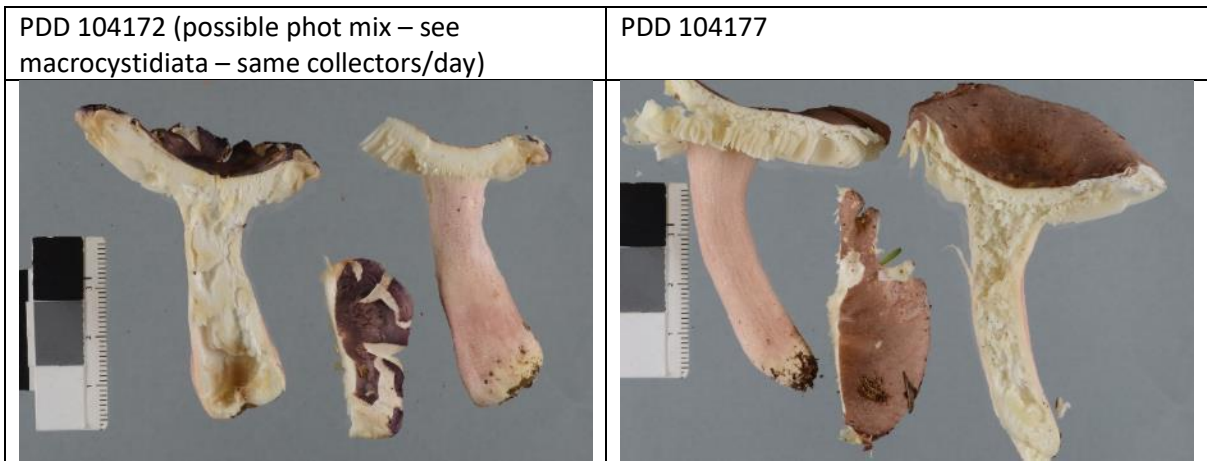 PDD 104172 (possible phot mix – see
macrocystidiata – same collectors/day)
PDD 104177